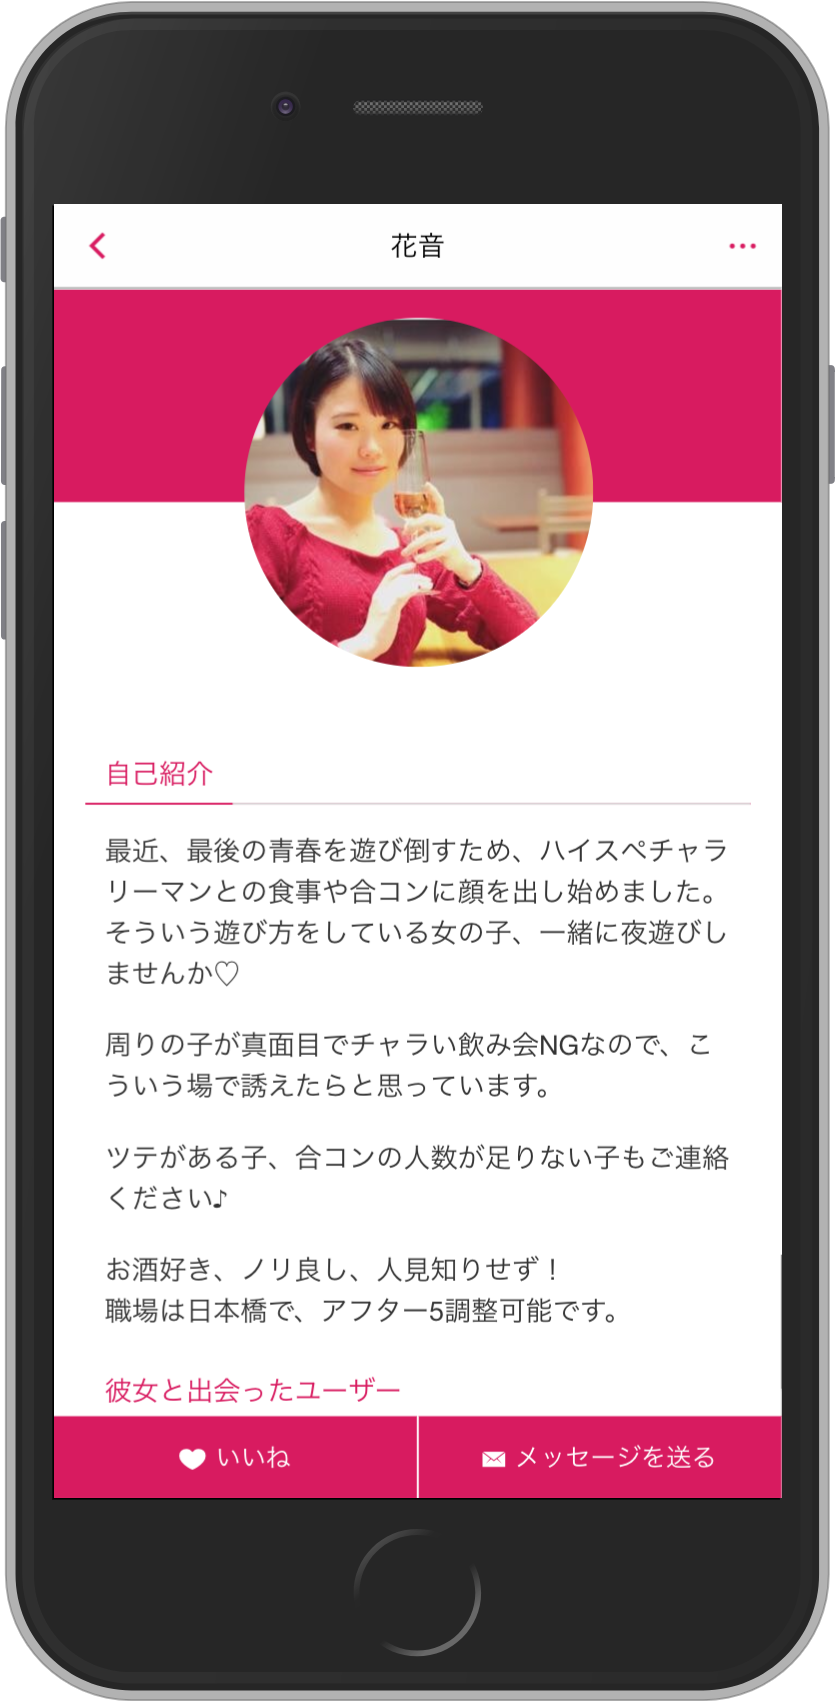 花音
自己紹介
最近、最後の青春を遊び倒すため、ハイスペチャラ
リーマンとの食事や合コンに顔を出し始めました。
そういう遊び方をしている女の子、一緒に夜遊びし
ませんか♡
周りの子が真面目でチャラい飲み会NGなので、こ
ういう場で誘えたらと思っています。
ツテがある子、合コンの人数が足りない子もご連絡
ください♪
お酒好き、ノリ良し、人見知りせず！
職場は日本橋で、アフター5調整可能です。
彼女と出会ったユーザー
いいね
メッセージを送る